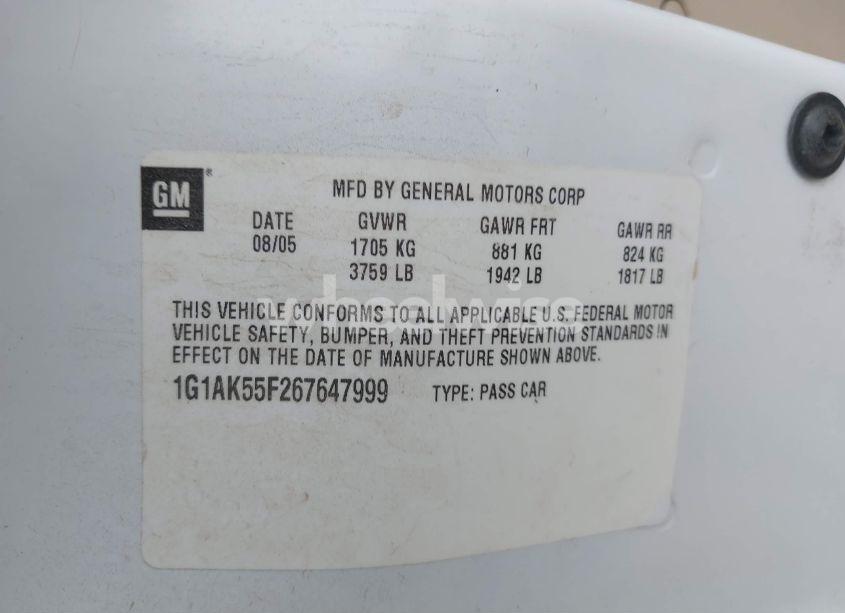 GM ®
MFD BY GENERAL MOTORS CORP
DATE GVWR GAWR FRT GAWR RR
08/05 1705 KG 881 KG 824 KG
3759 LB 1942 LB 1817 LB
THIS VEHICLE CONFORMS TO ALL APPLICABLE U.S. FEDERAL MOTOR
VEHICLE SAFETY, BUMPER, AND THEFT PREVENTION STANDARDS IN
EFFECT ON THE DATE OF MANUFACTURE SHOWN ABOVE.
1G1AK55F267647999 TYPE: PASS CAR